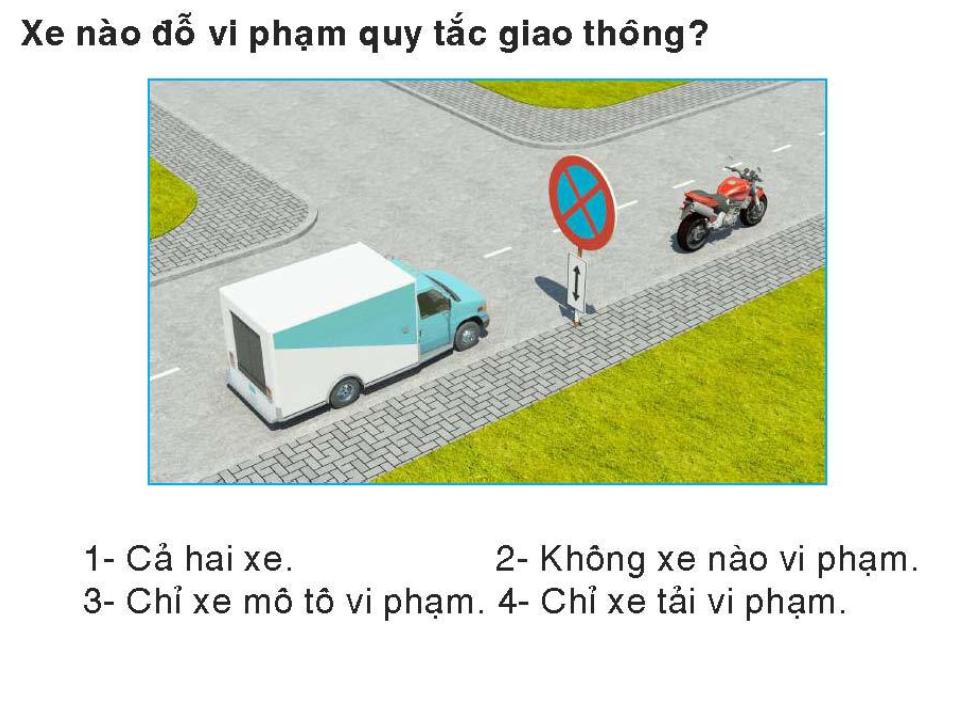 Xe nào đỗ vi phạm quy tắc giao thông?
1- Cả hai xe. 2- Không xe nào vi phạm.
3- Chỉ xe mô tô vi phạm. 4- Chỉ xe tải vi phạm.